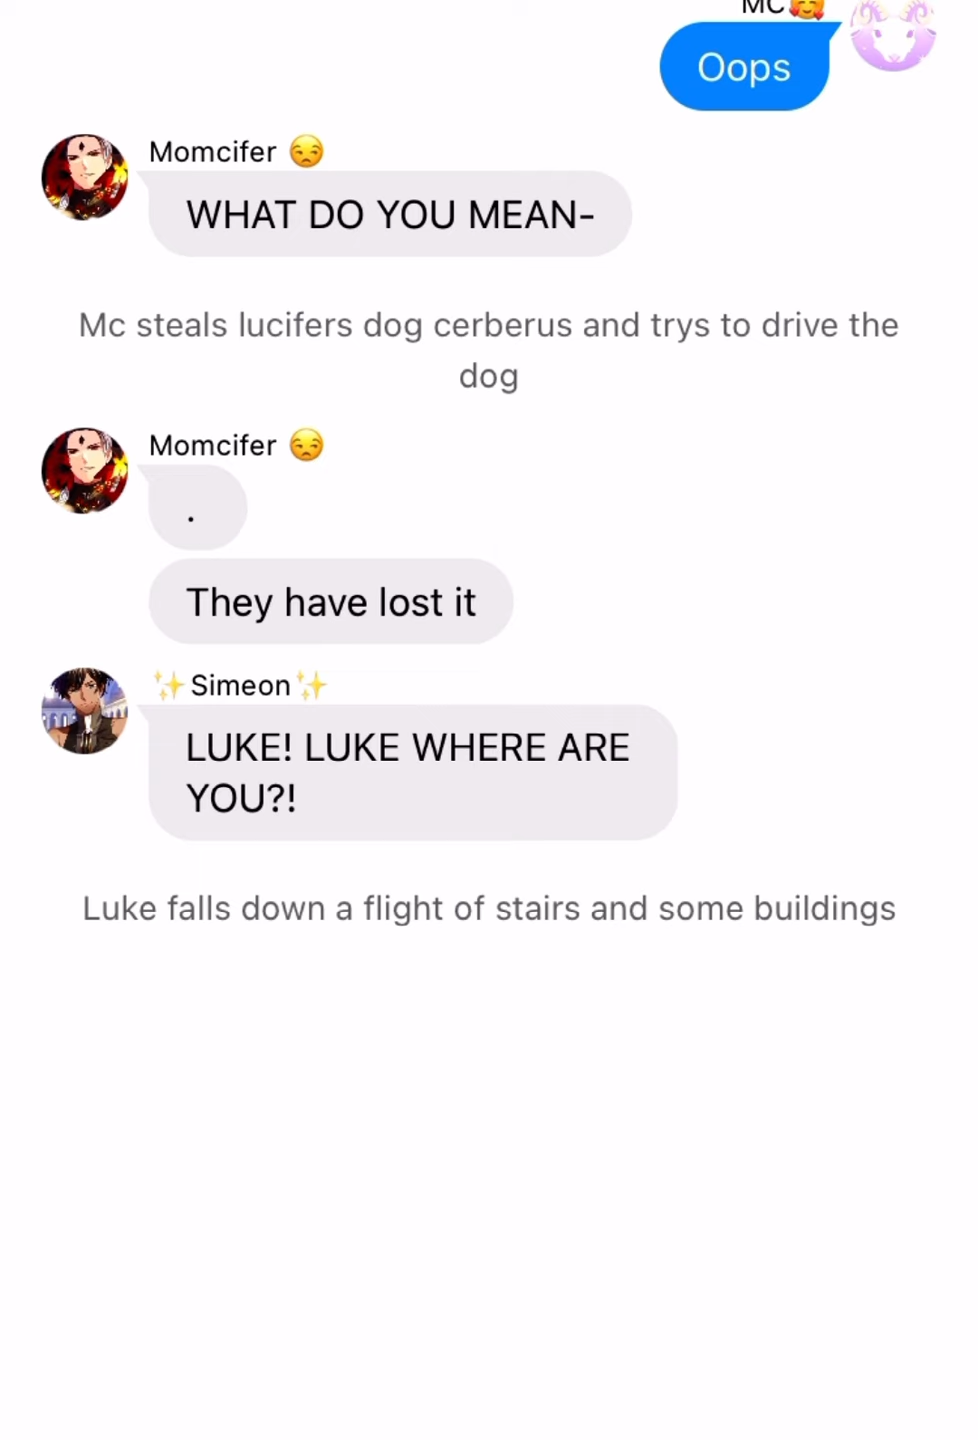 MC🥰
Oops
Momcifer 😒
WHAT DO YOU MEAN-
Mc steals lucifers dog cerberus and trys to drive the
dog
Momcifer 😒
.
They have lost it
✨Simeon✨
LUKE! LUKE WHERE ARE
YOU?!
Luke falls down a flight of stairs and some buildings